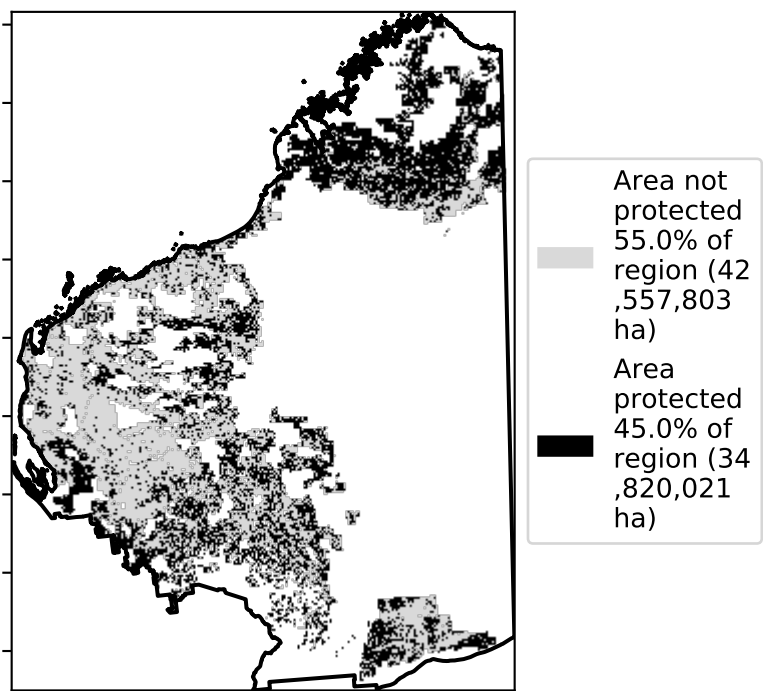 Area not
protected
55.0% of
region (42
,557,803
ha)
Area
protected
45.0% of
region (34
,820,021
ha)